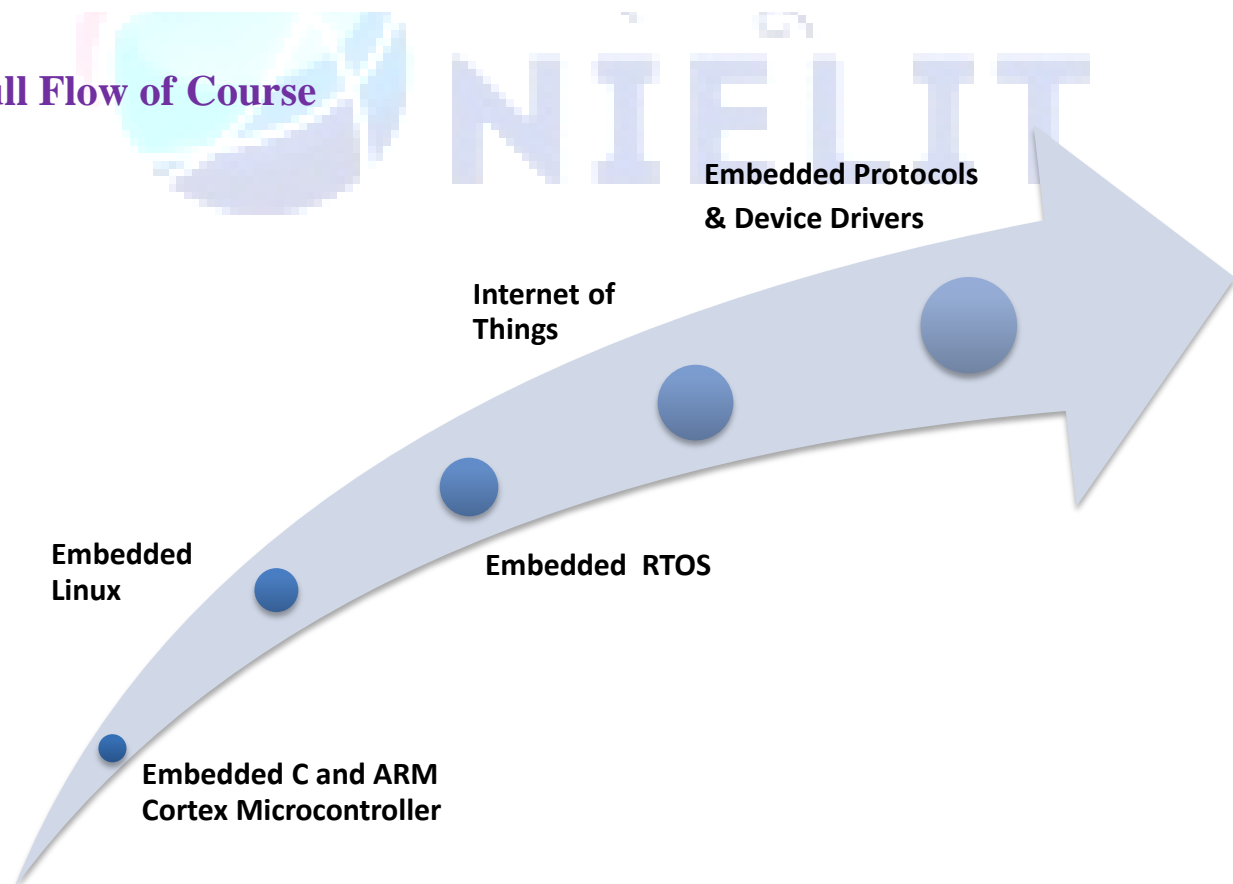 ull Flow of Course
NIELIT
Embedded Protocols
& Device Drivers
Internet of
Things
Embedded
Linux
Embedded RTOS
Embedded C and ARM
Cortex Microcontroller